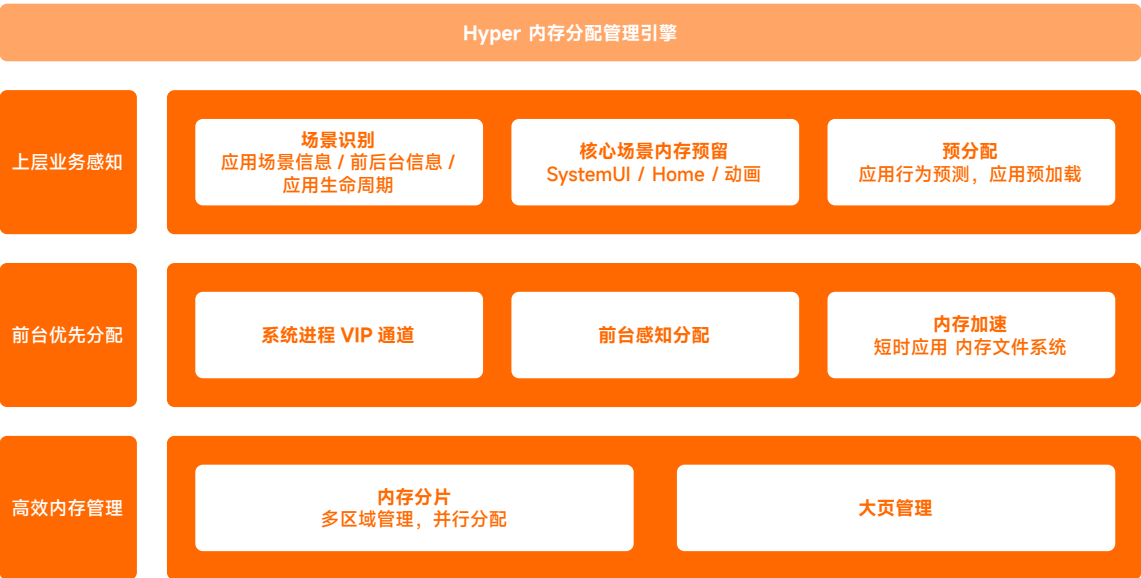 Hyper 内存分配管理引擎
上层业务感知
场景识别
应用场景信息 / 前后台信息 /
应用生命周期
核心场景内存预留
SystemUI / Home / 动画
预分配
应用行为预测，应用预加载
前台优先分配
系统进程 VIP 通道
前台感知分配
内存加速
短时应用 内存文件系统
高效内存管理
内存分片
多区域管理，并行分配
大页管理